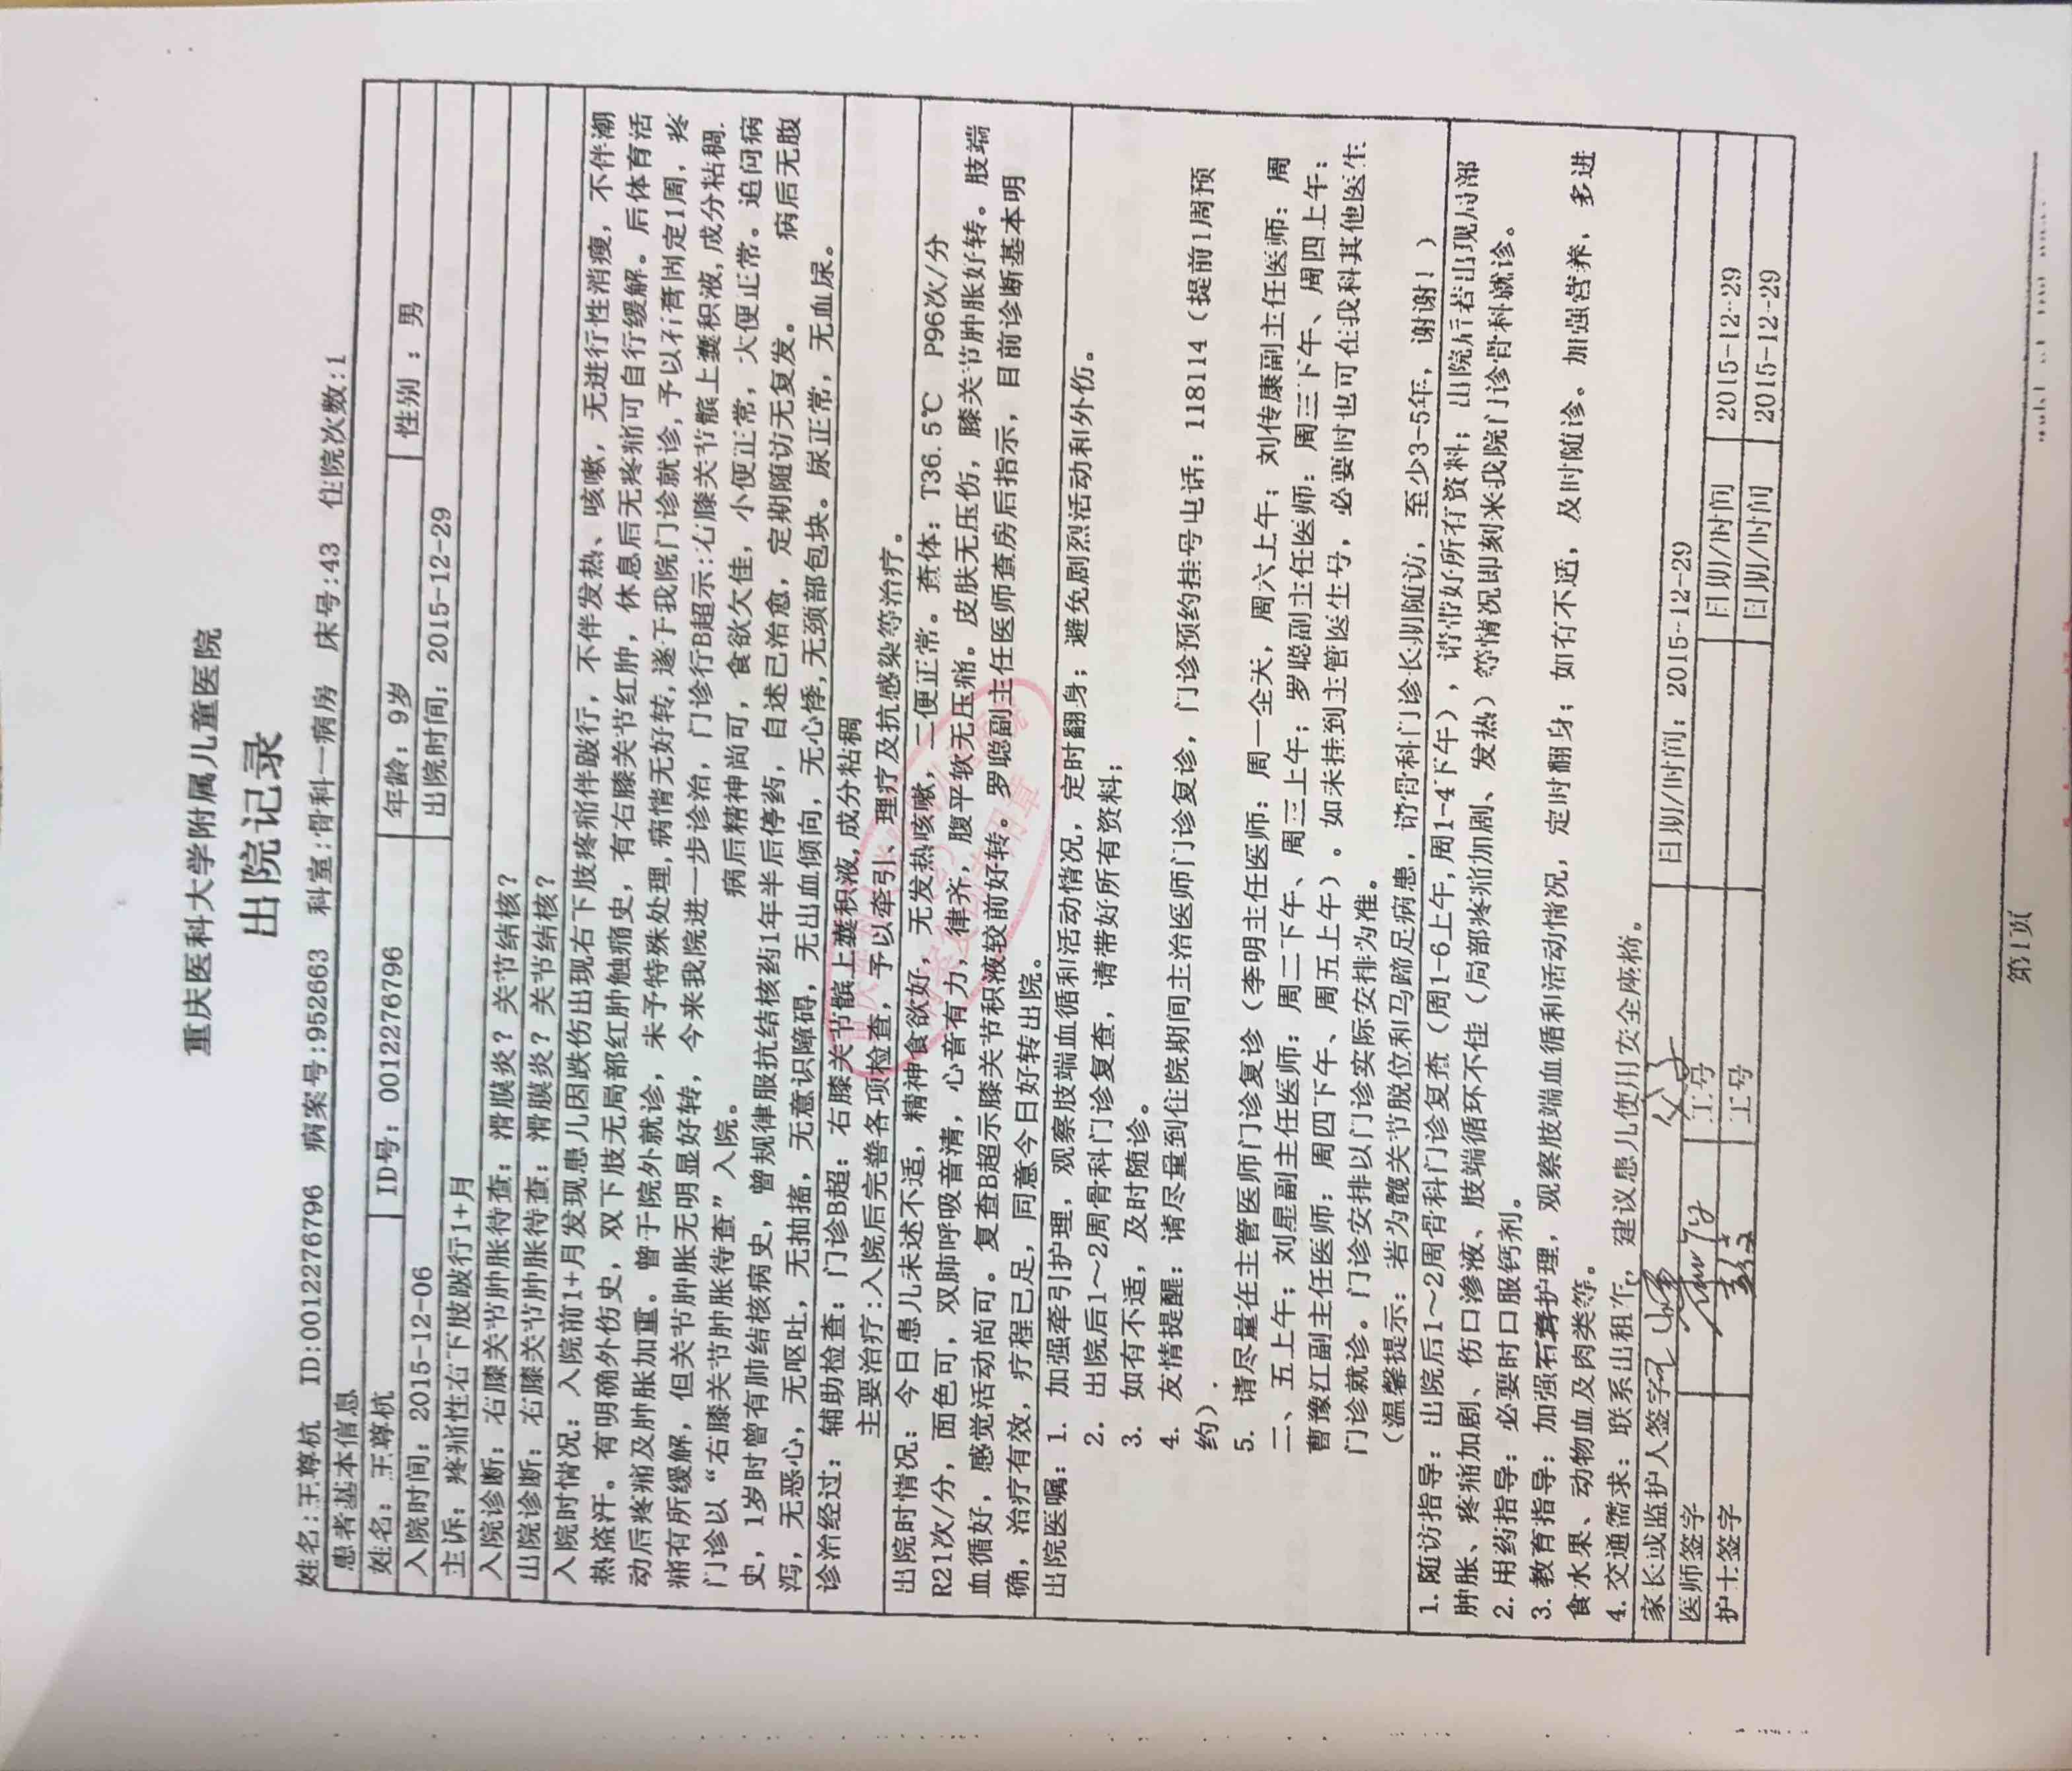 重庆医科大学附属儿童医院
出院记录
姓名:王尊杭 ID:0012276796 病案号:952663 科室:骨科一病房 床号:43 住院次数:1
患者基本信息
姓名：王尊杭 ID号：0012276796 年龄：9岁 性别 ：男
入院时间：2015-12-06 出院时间：2015-12-29
主诉：疼痛性右下肢跛行1+月
入院诊断：右膝关节肿胀待查：滑膜炎？关节结核？
出院诊断：右膝关节肿胀待查：滑膜炎？关节结核？
入院时情况：入院前1+月发现患儿因跌伤出现右下肢疼痛伴跛行，不伴发热、咳嗽，无进行性消瘦，不伴潮
热盗汗。有明确外伤史，双下肢无局部红肿触痛史，有右膝关节红肿，休息后无疼痛可自行缓解。后体育活
动后疼痛及肿胀加重。曾于院外就诊，未予特殊处理,病情无好转,遂于我院门诊就诊,予以石膏固定1周，疼
痛有所缓解，但关节肿胀无明显好转，今来我院进一步诊治，门诊行B超示:右膝关节髌上囊积液,成分粘稠.
门诊以“右膝关节肿胀待查”入院。 病后精神尚可，食欲欠佳，小便正常，大便正常。追问病
史，1岁时曾有肺结核病史，曾规律服抗结核药1年半后停药，自述已治愈，定期随访无复发。 病后无腹
泻，无恶心，无呕吐，无抽搐，无意识障碍，无出血倾向，无心悸,无颈部包块。尿正常，无血尿。
诊治经过：辅助检查：门诊B超：右膝关节髌上囊积液,成分粘稠
主要治疗:入院后完善各项检查，予以牵引、理疗及抗感染等治疗。
出院时情况：今日患儿未述不适，精神食欲好，无发热咳嗽，二便正常。查体：T36.5℃ P96次/分
R21次/分，面色可，双肺呼吸音清，心音有力，律齐，腹平软无压痛。皮肤无压伤，膝关节肿胀好转。肢端
血循好，感觉活动尚可。复查B超示膝关节积液较前好转。罗聪副主任医师查房后指示，目前诊断基本明
确，治疗有效，疗程已足，同意今日好转出院。
出院医嘱：1. 加强牵引护理，观察肢端血循和活动情况，定时翻身；避免剧烈活动和外伤。
2. 出院后1～2周骨科门诊复查，请带好所有资料；
3. 如有不适，及时随诊。
4. 友情提醒：请尽量到住院期间主治医师门诊复诊，门诊预约挂号电话：118114（提前1周预
约）.
5. 请尽量在主管医师门诊复诊（李明主任医师：周一全天，周六上午；刘传康副主任医师：周
二、五上午；刘星副主任医师：周二下午、周三上午；罗聪副主任医师：周三下午、周四上午；
曹豫江副主任医师：周四下午、周五上午）。如未挂到主管医生号，必要时也可在我科其他医生
门诊就诊。门诊安排以门诊实际安排为准。
（温馨提示：若为髋关节脱位和马蹄足病患，请骨科门诊长期随访，至少3-5年，谢谢！）
1.随访指导：出院后1～2周骨科门诊复查（周1-6上午,周1-4下午），请带好所有资料；出院后若出现局部
肿胀、疼痛加剧、伤口渗液、肢端循环不佳（局部疼痛加剧、发热）等情况即刻来我院门诊骨科就诊。
2.用药指导：必要时口服钙剂。
3.教育指导：加强石膏护理，观察肢端血循和活动情况，定时翻身；如有不适，及时随诊。加强营养，多进
食水果、动物血及肉类等。
4.交通需求：联系出租车，建议患儿使用安全座椅。
家长或监护人签字 父子 日期/时间：2015-12-29
医师签字 工号 日期/时间 2015-12-29
护士签字 工号 日期/时间 2015-12-29
第1页